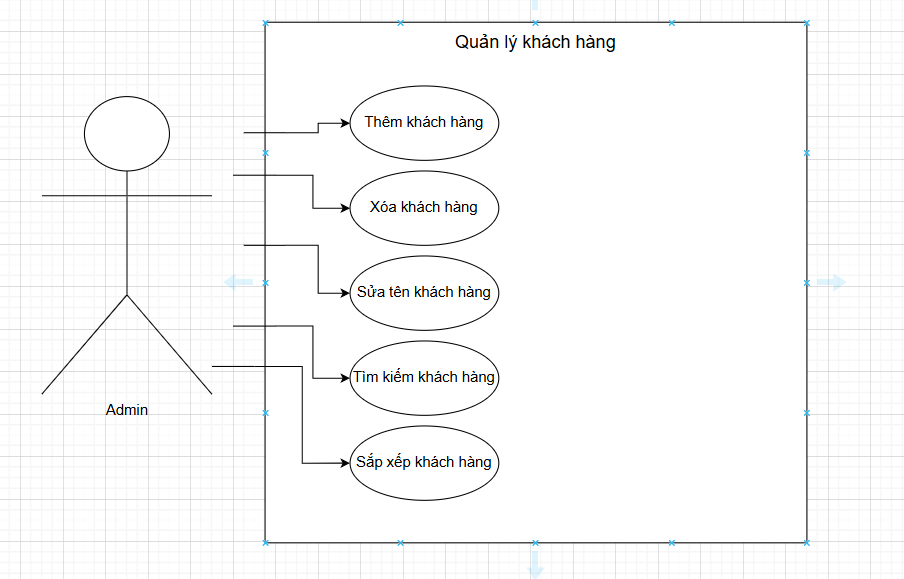 Quản lý khách hàng
Thêm khách hàng
Xóa khách hàng
Sửa tên khách hàng
Tìm kiếm khách hàng
Sắp xếp khách hàng
Admin